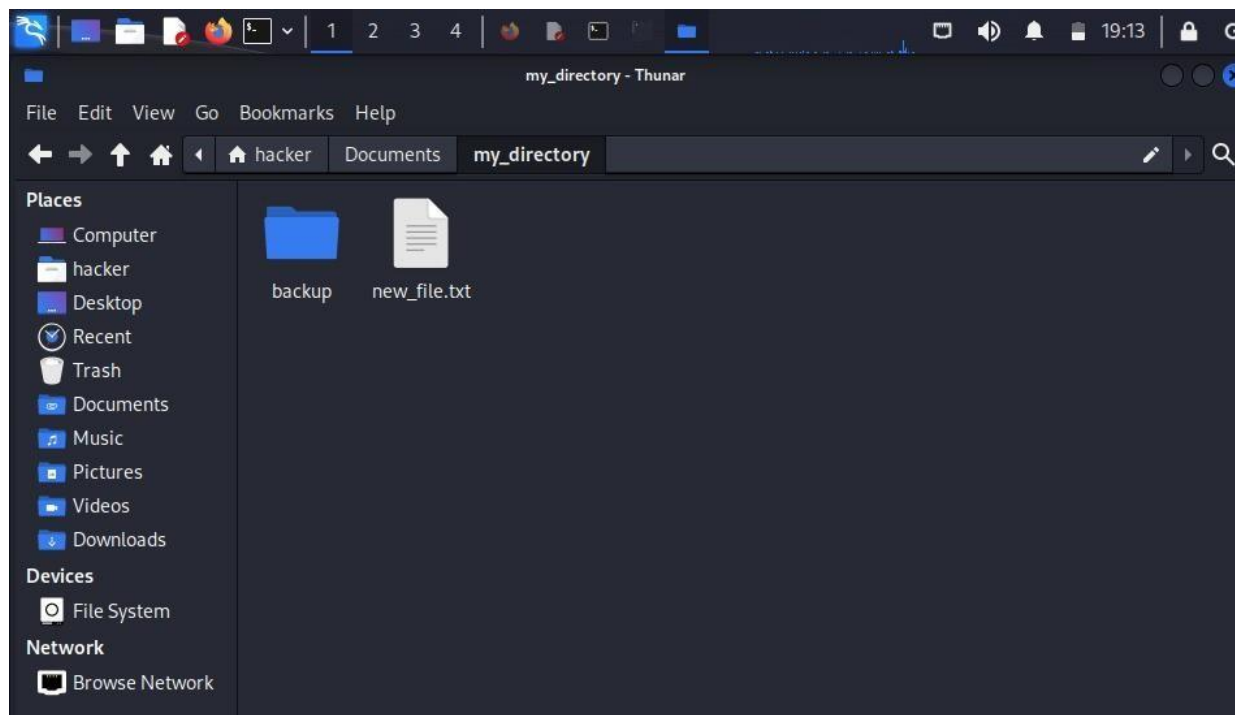 1 2 3 4 19:13
my_directory - Thunar
File Edit View Go Bookmarks Help
hacker Documents my_directory
Places
Computer
hacker
Desktop
Recent
Trash
Documents
Music
Pictures
Videos
Downloads
Devices
File System
Network
Browse Network
backup new_file.txt